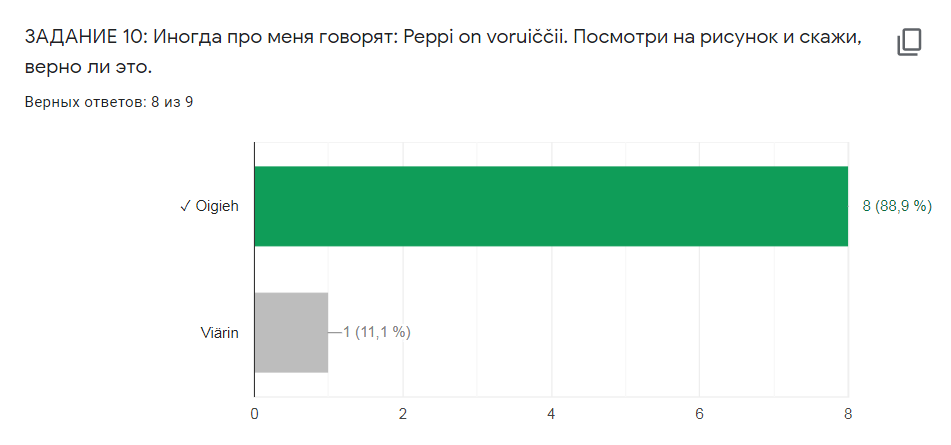 ЗАДАНИЕ 10: Иногда про меня говорят: Peppi on voruiččii. Посмотри на рисунок и скажи,
верно ли это.
Верных ответов: 8 из 9
✓ Oigieh
8 (88,9 %)
Viärin
1 (11,1 %)
0 2 4 6 8